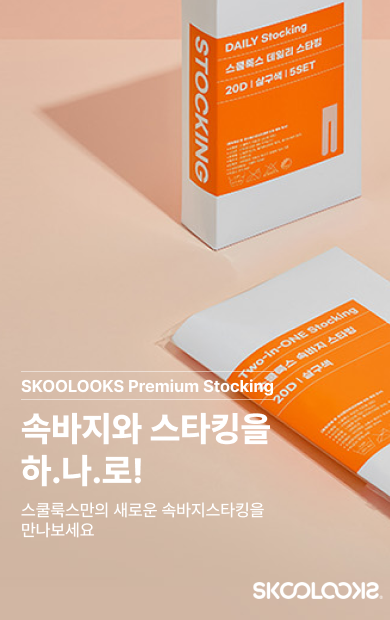 STOCKING
DAILY Stocking
스쿨룩스 데일리 스타킹
20D | 살구색 | 5SET
Two-in-ONE Stocking
스쿨룩스 속바지 스타킹
20D | 살구색
SKOOLOOKS Premium Stocking
속바지와 스타킹을
하.나.로!
스쿨룩스만의 새로운 속바지스타킹을
만나보세요
SKOOLOOKS